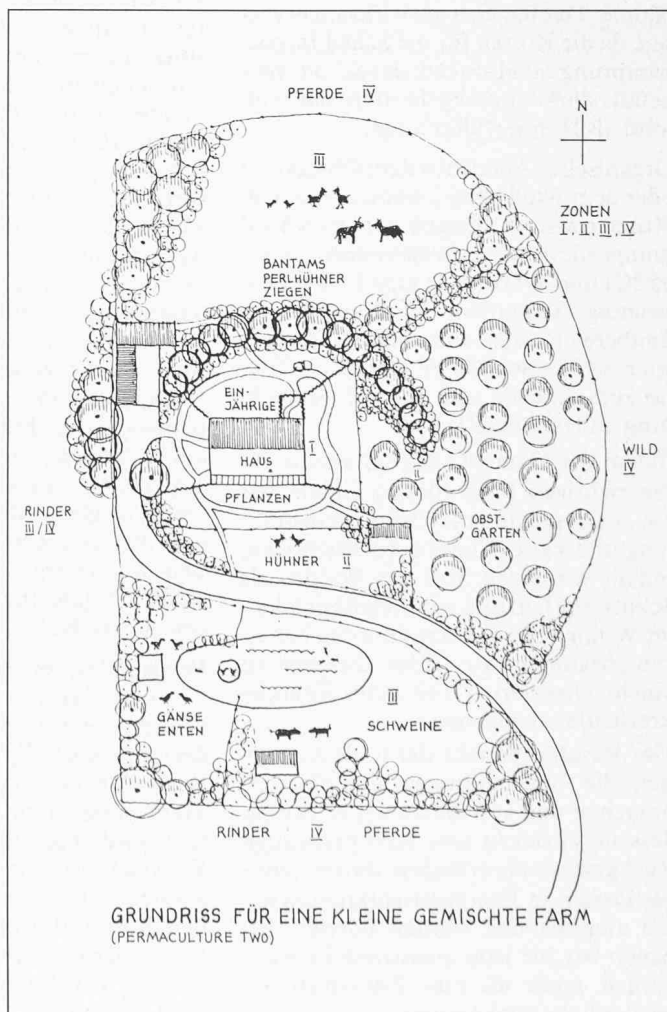 PFERDE IV
N
III
ZONEN
I, II, III, IV
BANTAMS
PERLHÜHNER
ZIEGEN
EIN-
JÄHRIGE
I
HAUS
II
WILD
IV
PFLANZEN
RINDER
III/IV
OBST-
GARTEN
HÜHNER II
GÄNSE
ENTEN
III
SCHWEINE
RINDER IV PFERDE
GRUNDRISS FÜR EINE KLEINE GEMISCHTE FARM
(PERMACULTURE TWO)